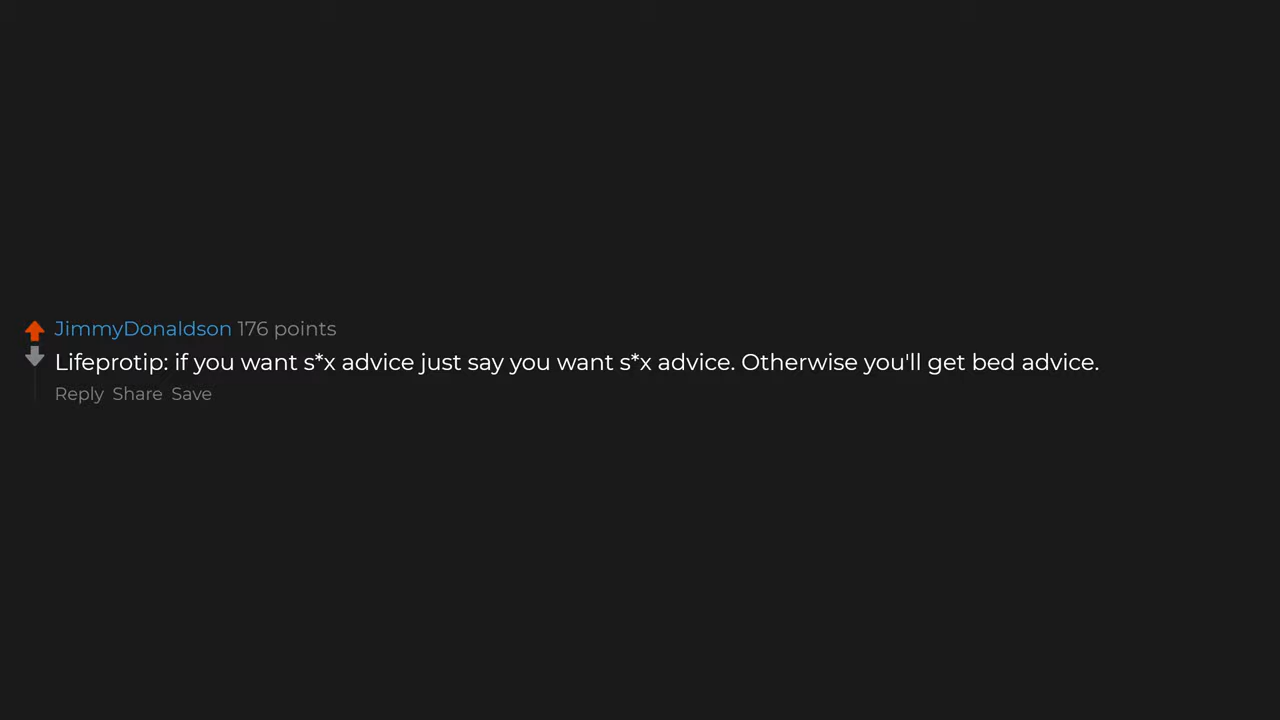 JimmyDonaldson 176 points
Lifeprotip: if you want s*x advice just say you want s*x advice. Otherwise you'll get bed advice.
Reply Share Save